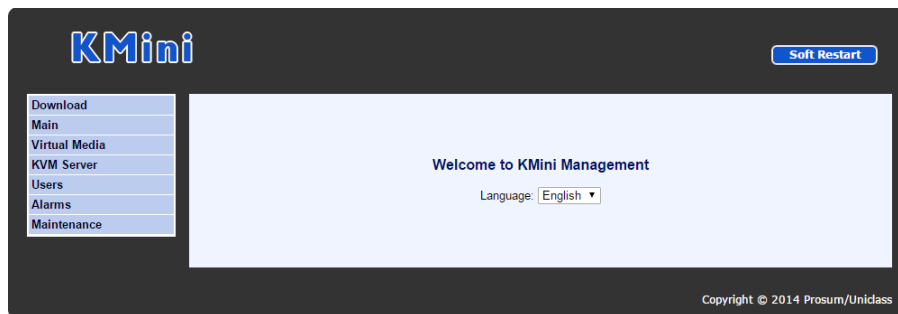 KMini
Soft Restart
Download
Main
Virtual Media
KVM Server
Users
Alarms
Maintenance
Welcome to KMini Management
Language: English
Copyright © 2014 Prosum/Uniclass